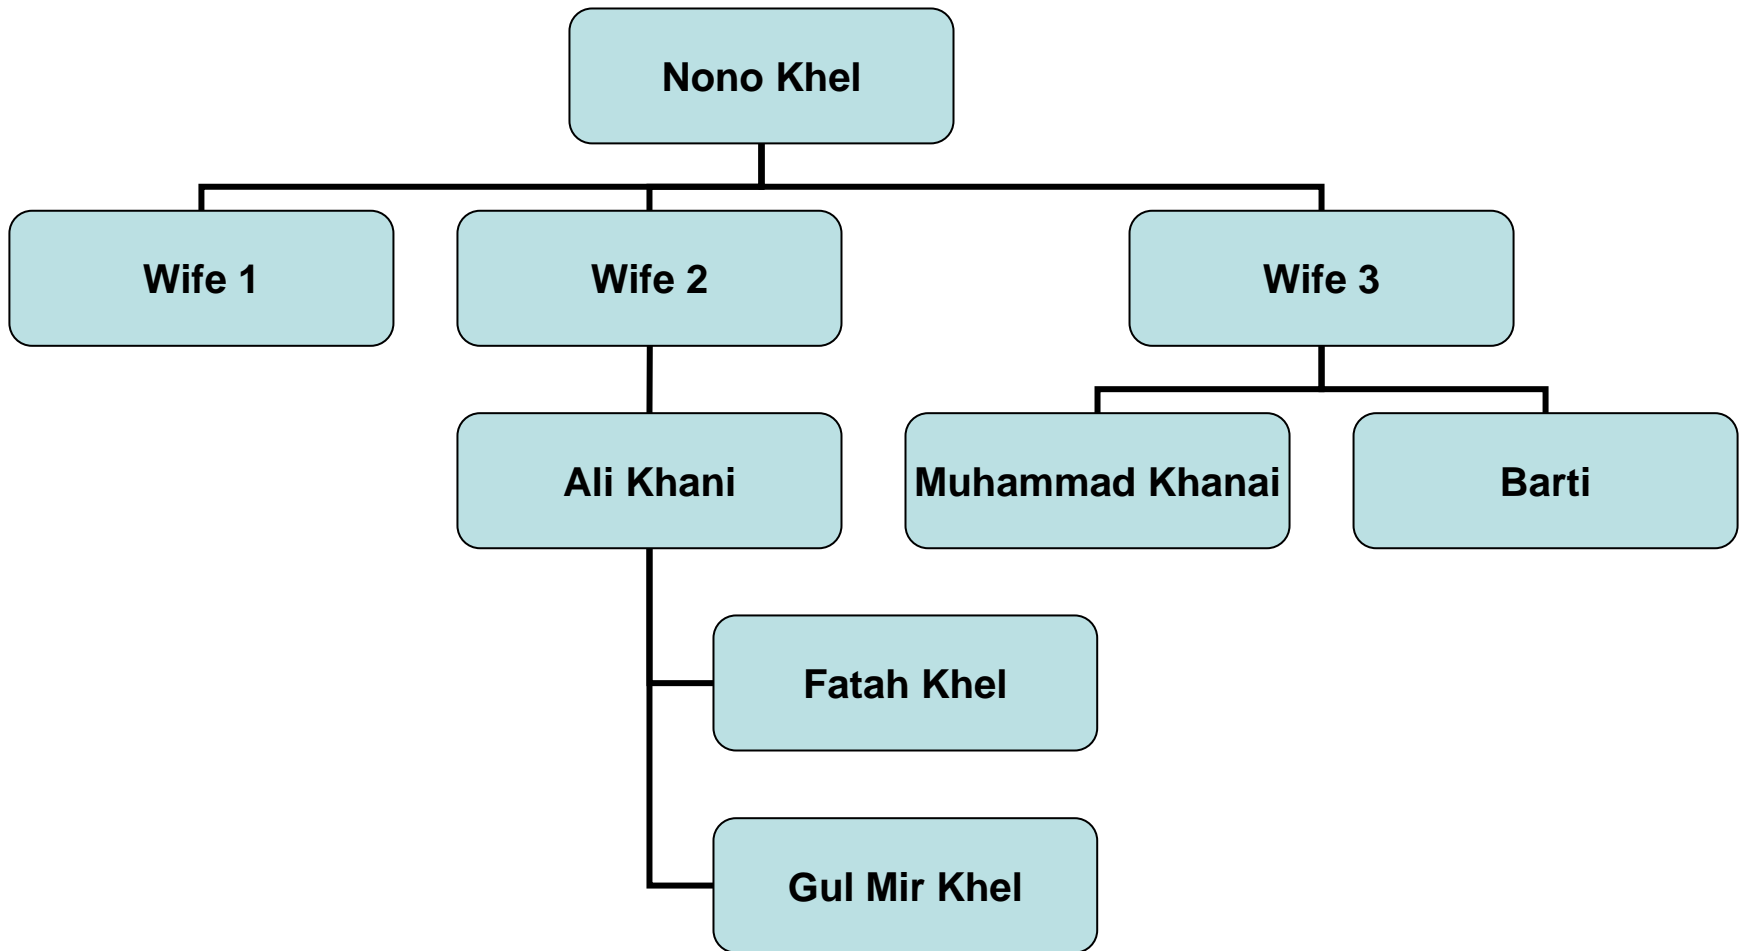 Nono Khel
Wife 1
Wife 2
Wife 3
Ali Khani
Muhammad Khanai
Barti
Fatah Khel
Gul Mir Khel